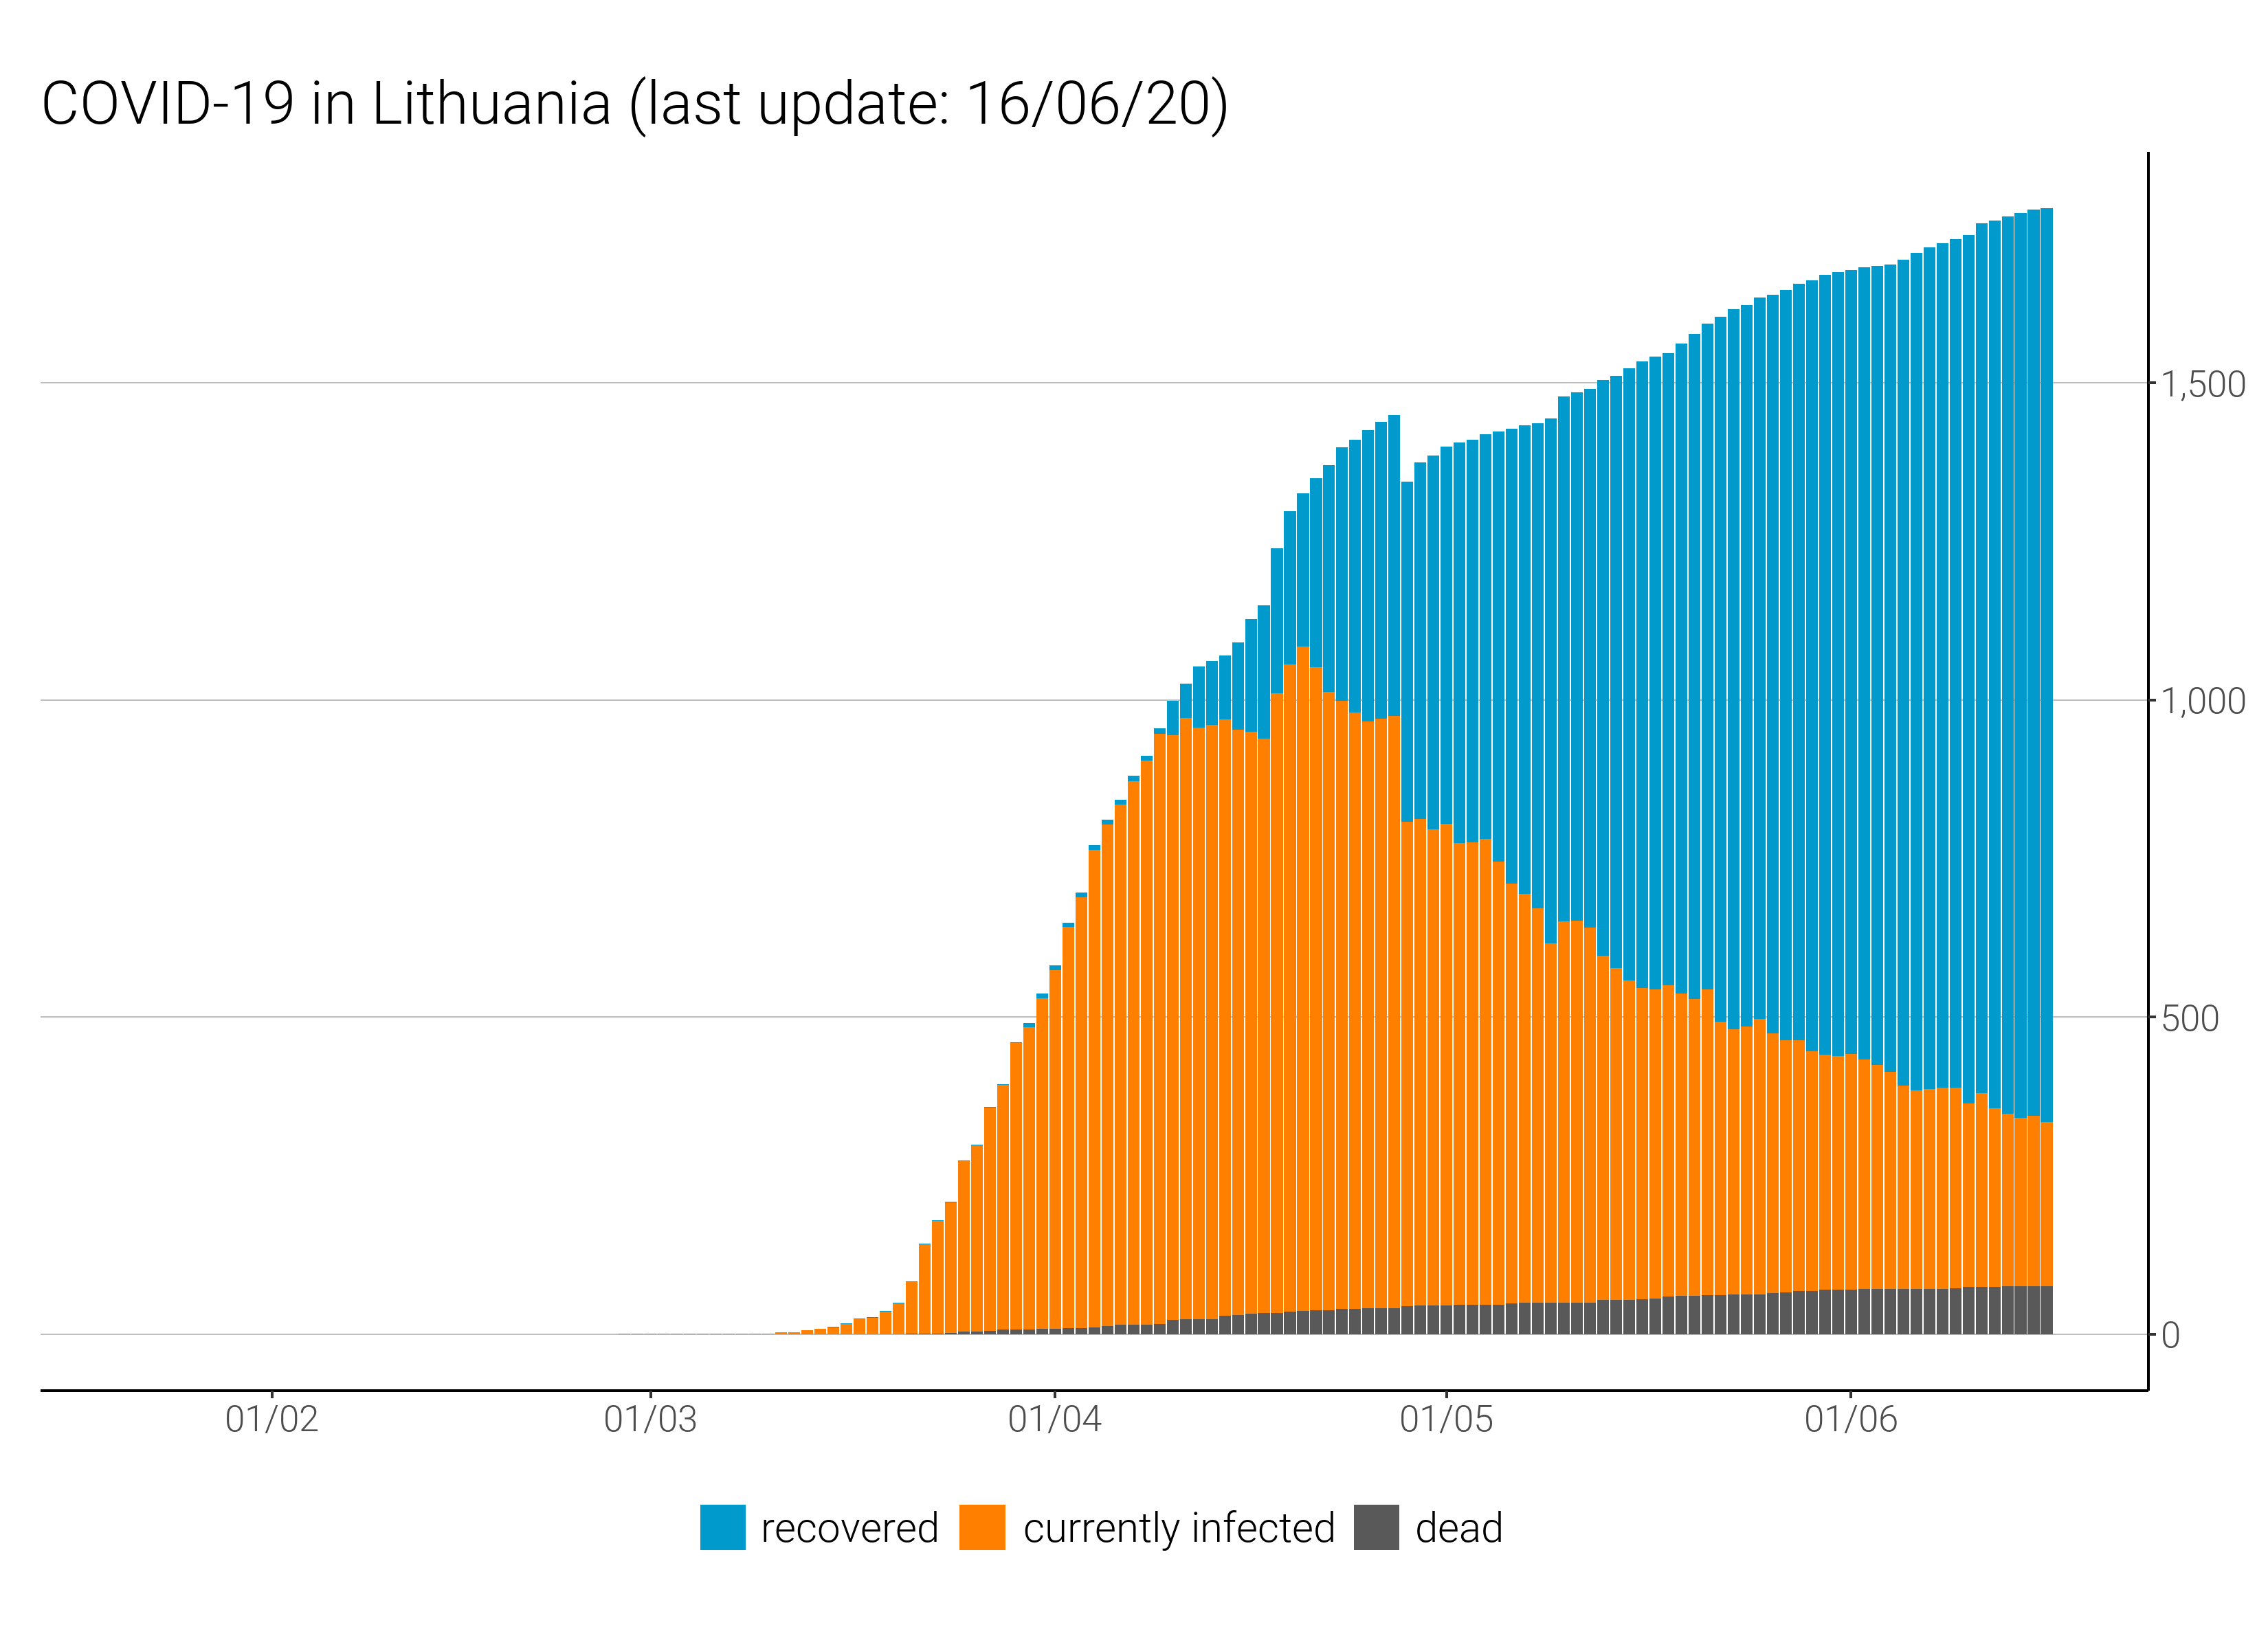 COVID-19 in Lithuania (last update: 16/06/20)
1,500
1,000
500
0
01/02 01/03 01/04 01/05 01/06
recovered currently infected dead